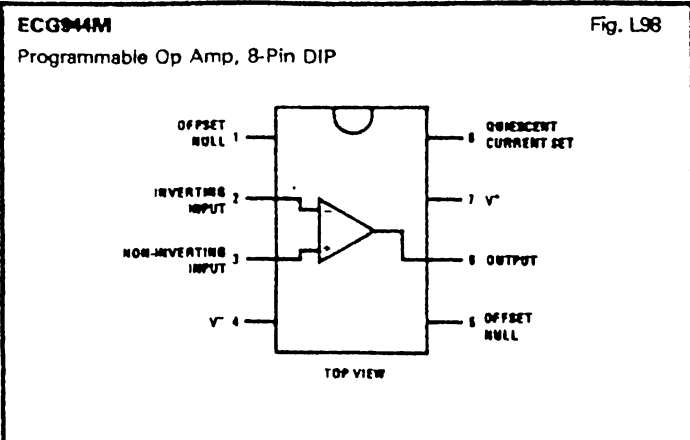 ECG944M
Fig. L98
Programmable Op Amp, 8-Pin DIP
OFFSET
NULL 1
8 QUIESCENT
CURRENT SET
INVERTING 2
INPUT
7 V+
NON-INVERTING 3
INPUT
6 OUTPUT
V- 4
5 OFFSET
NULL
-
+
TOP VIEW